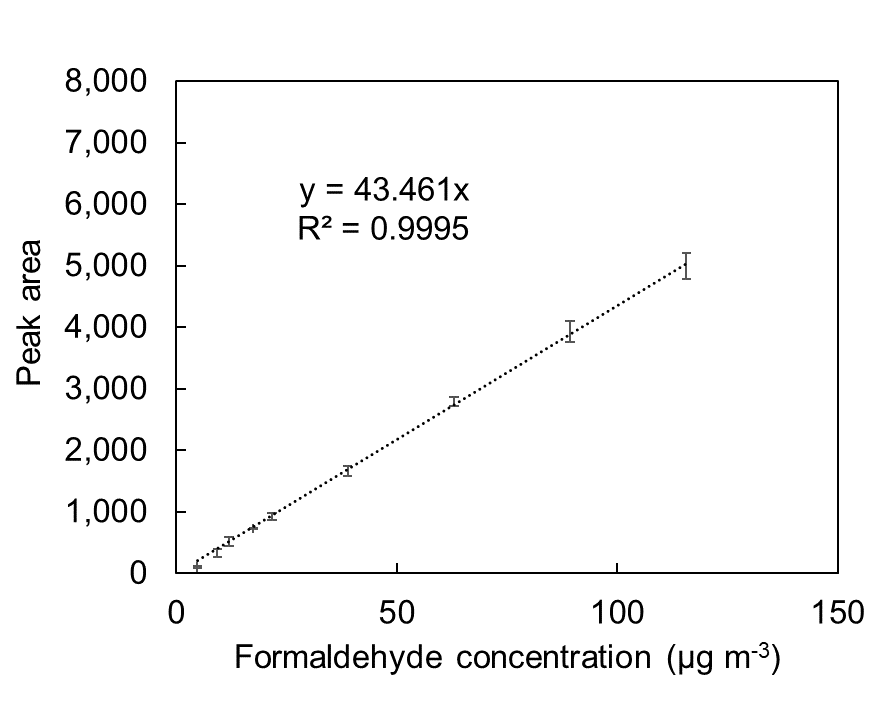 8,000
7,000
6,000
5,000
4,000
3,000
2,000
1,000
0
Peak area
y = 43.461x
R² = 0.9995
0 50 100 150
Formaldehyde concentration (µg m⁻³)